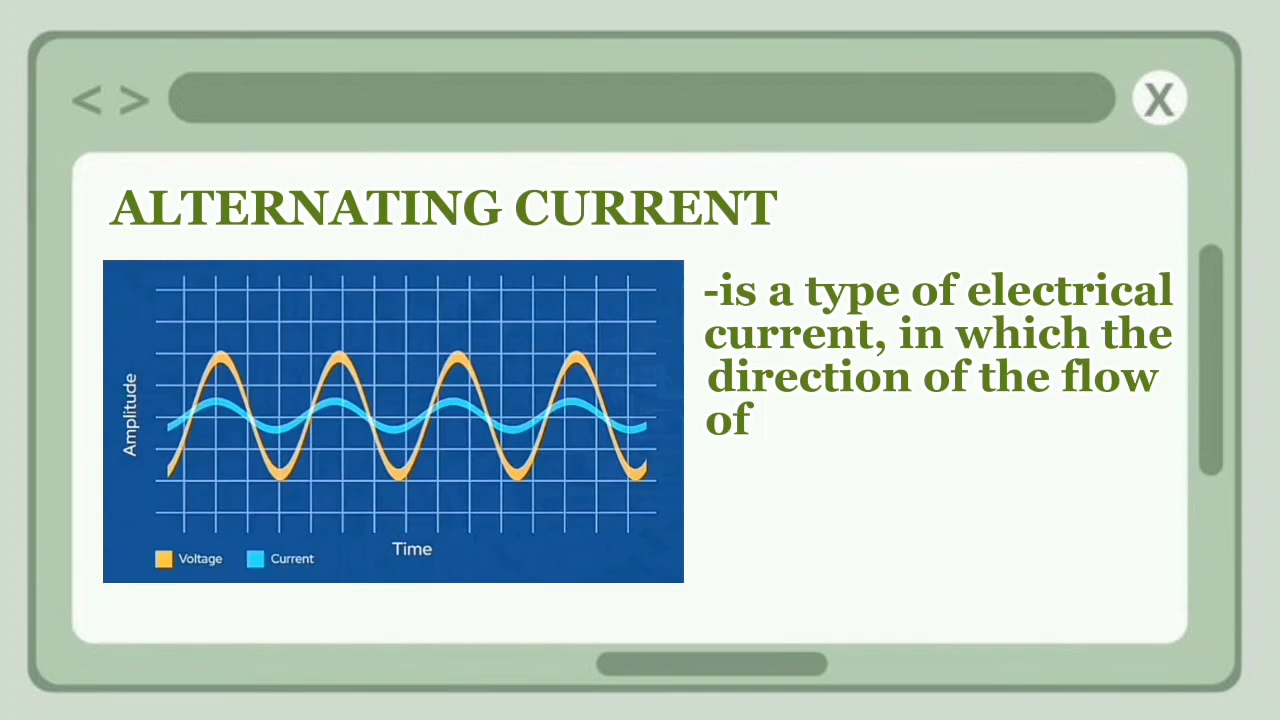 < >
X
ALTERNATING CURRENT
-is a type of electrical
current, in which the
direction of the flow
of
Amplitude
Time
Voltage
Current